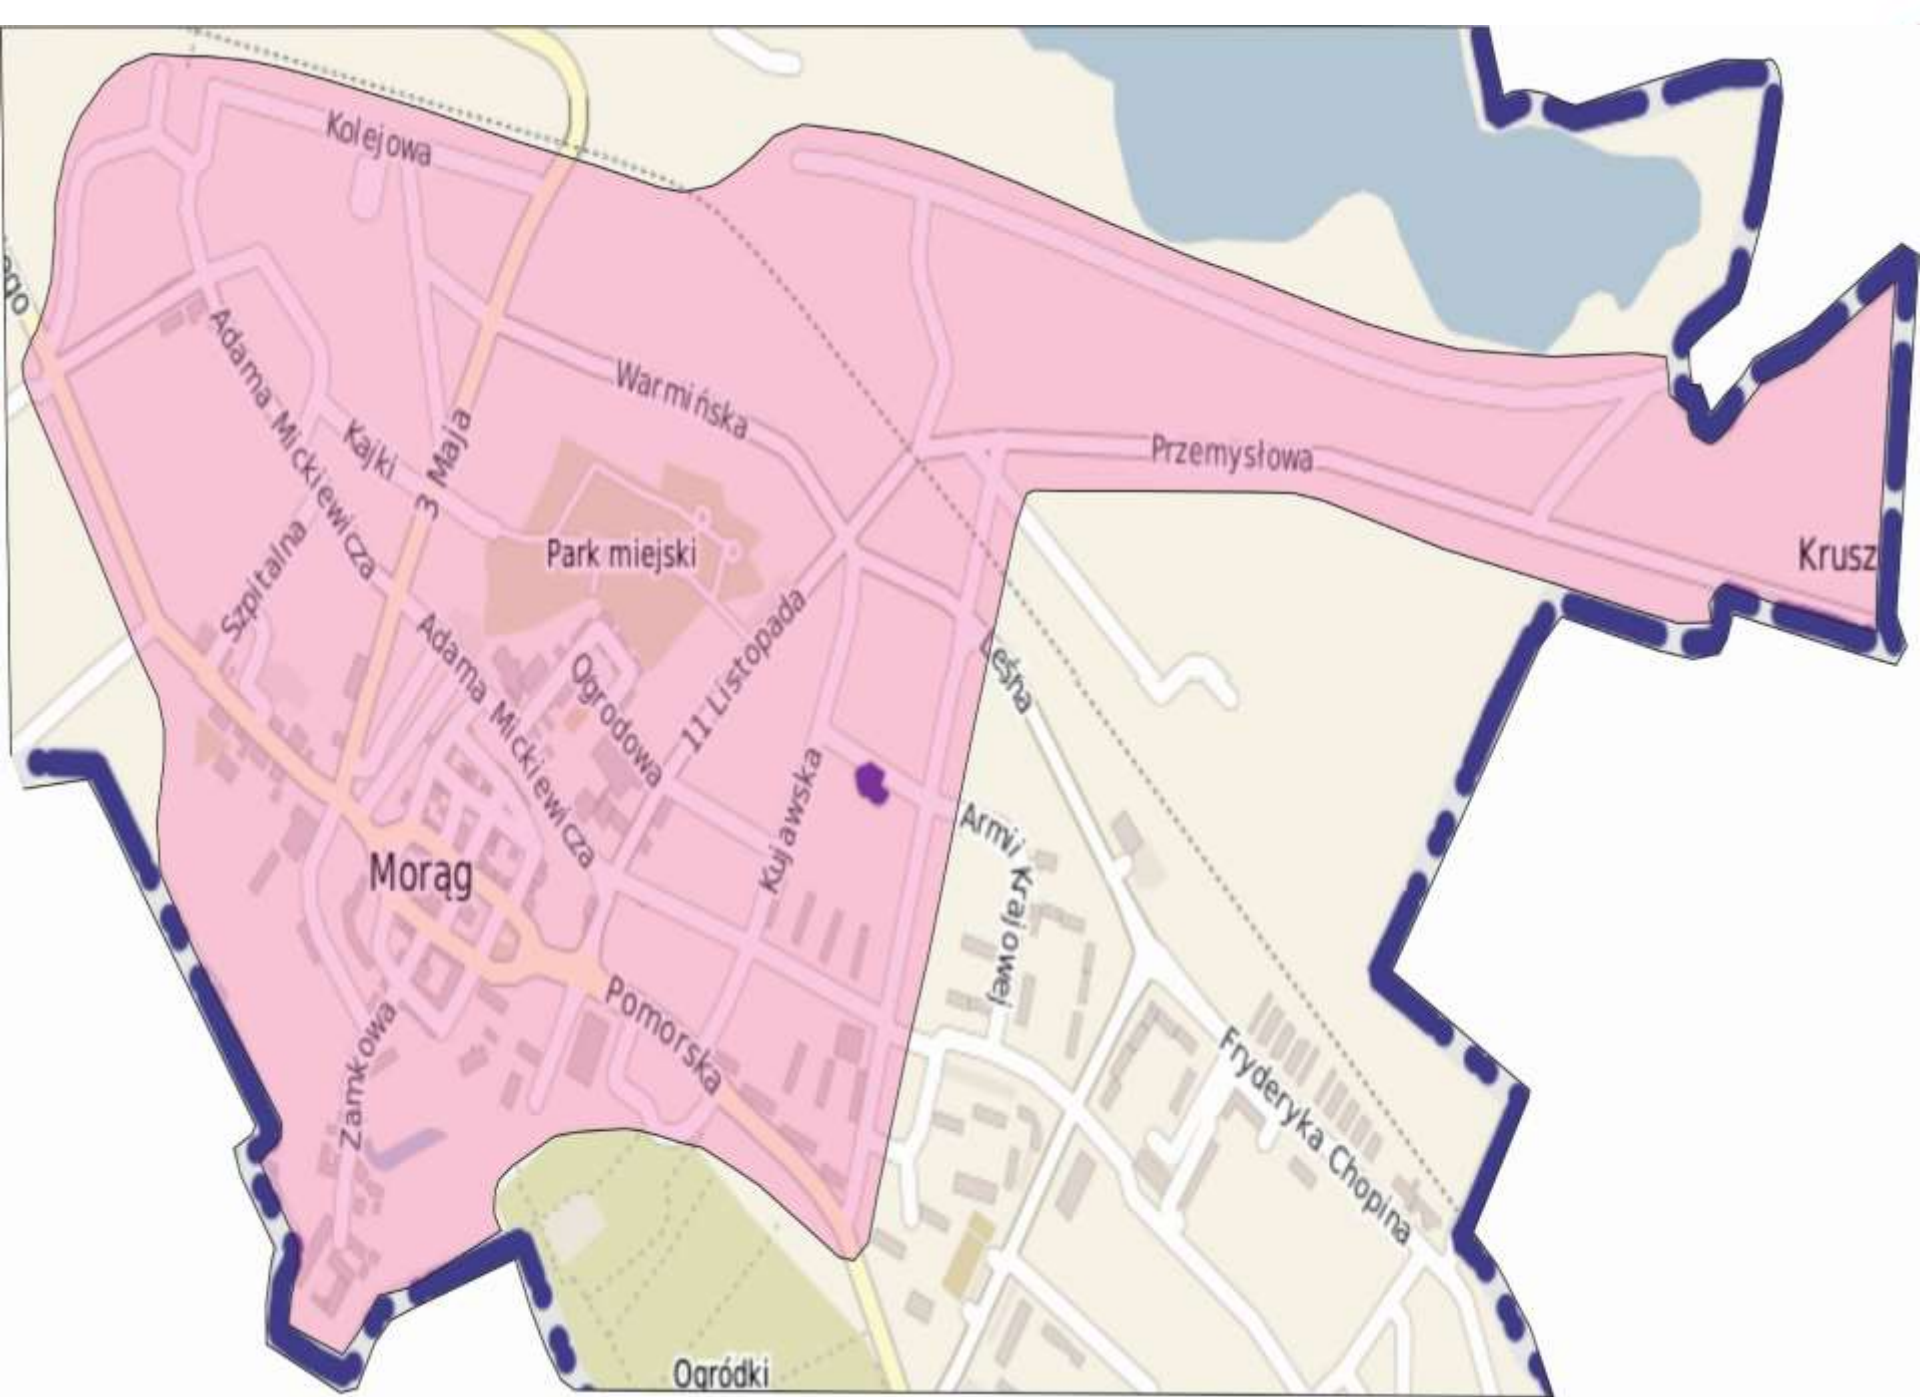 Kolejowa
Adama Mickiewicza
Kajki
3 Maja
Warmińska
Przemysłowa
Park miejski
Szpitalna
Krusz
Adama Mickiewicza
Ogrodowa
11 Listopada
Leśna
Kujawska
Armii Krajowej
Morąg
Pomorska
Zamkowa
Fryderyka Chopina
Ogródki